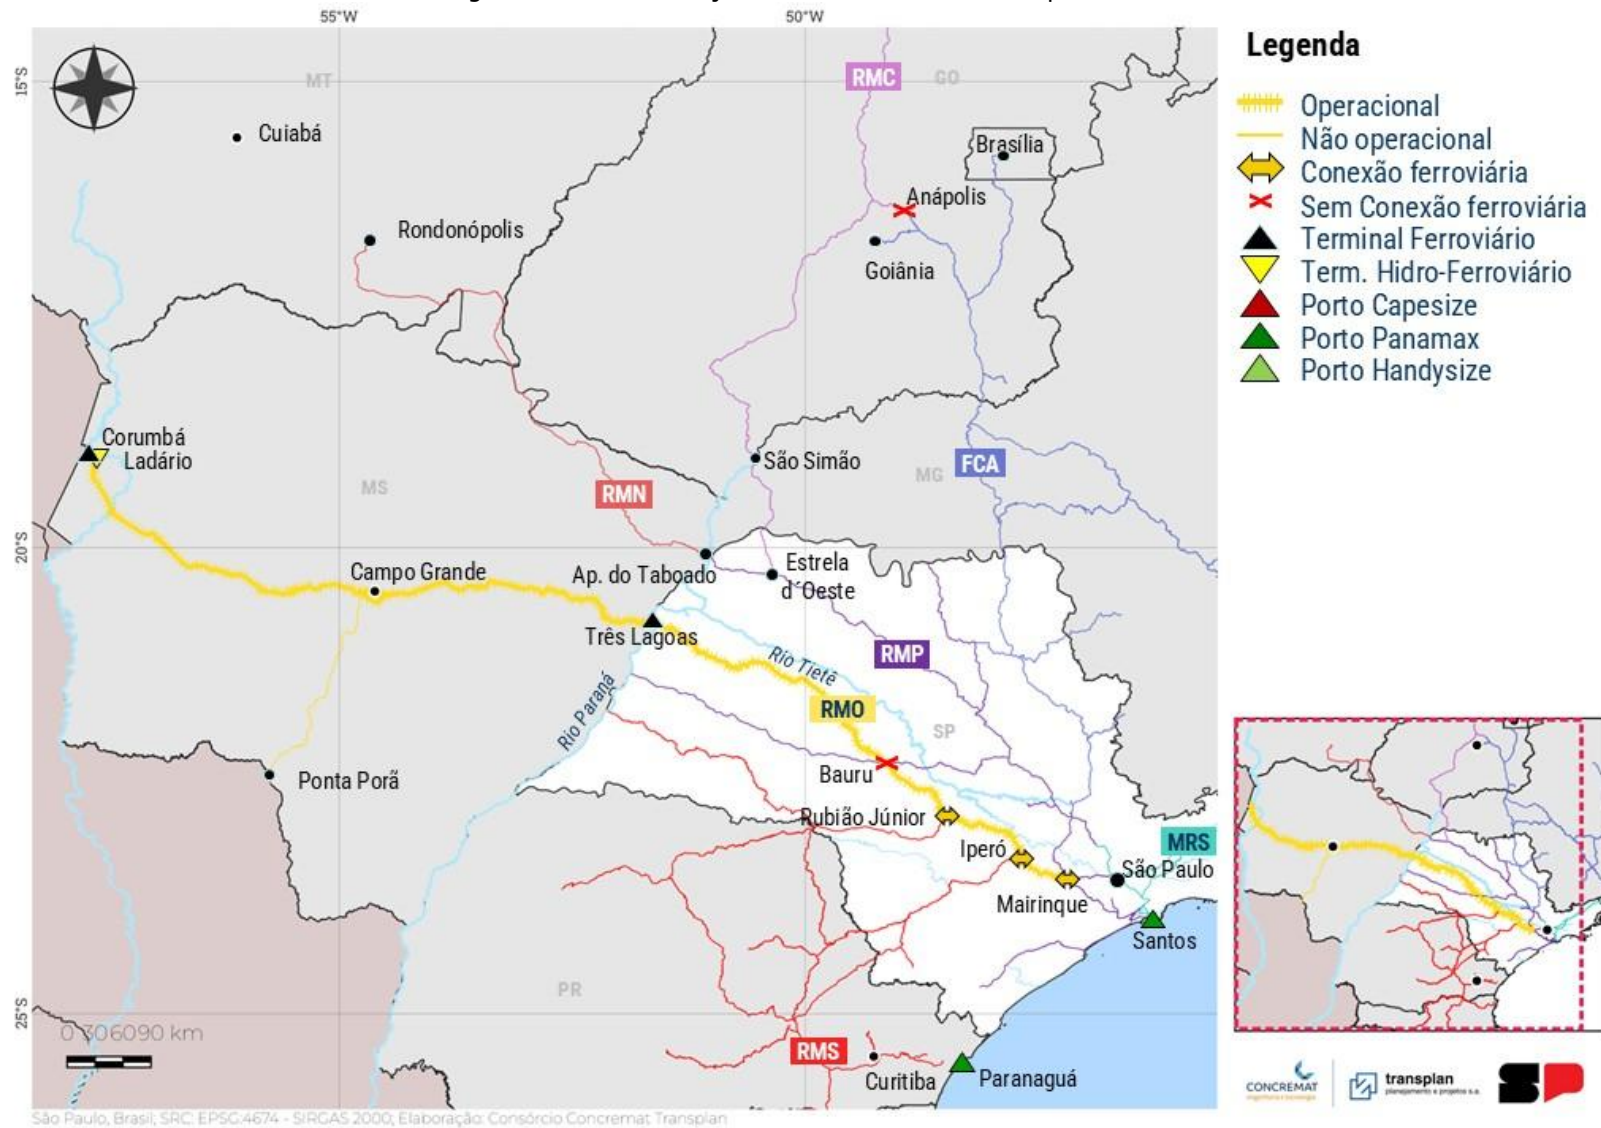 55°W
50°W
15°S
20°S
25°S
MT
Cuiabá
Rondonópolis
RMC
GO
Brasília
Anápolis
Goiânia
Corumbá
Ladário
MS
RMN
São Simão
MG
FCA
Campo Grande
Ap. do Taboado
Estrela
d´Oeste
Três Lagoas
Rio Tietê
RMP
Rio Paraná
RMO
SP
Bauru
Ponta Porã
Rubião Júnior
Iperó
MRS
São Paulo
Mairinque
Santos
PR
0 306090 km
RMS
Curitiba
Paranaguá
São Paulo, Brasil; SRC: EPSG:4674 - SIRGAS 2000; Elaboração: Consórcio Concremat Transplan
Legenda
Operacional
Não operacional
Conexão ferroviária
Sem Conexão ferroviária
Terminal Ferroviário
Term. Hidro-Ferroviário
Porto Capesize
Porto Panamax
Porto Handysize
CONCREMAT
transplan
planejamento e projetos s.a.
SP